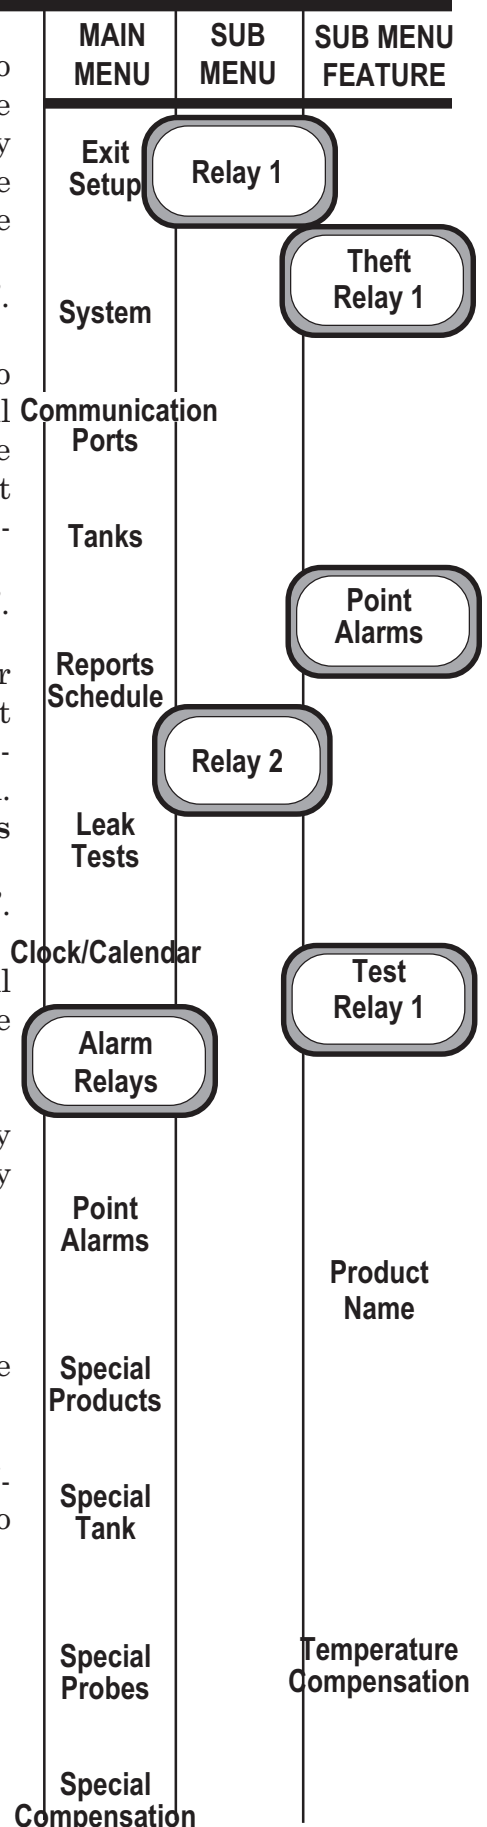 MAIN MENU
SUB MENU
SUB MENU FEATURE
Exit
Setup
Relay 1
Theft
Relay 1
System
Communication
Ports
Tanks
Point
Alarms
Reports
Schedule
Relay 2
Leak
Tests
Clock/Calendar
Test
Relay 1
Alarm
Relays
Point
Alarms
Product
Name
Special
Products
Special
Tank
Special
Probes
Temperature
Compensation
Special
Compensation